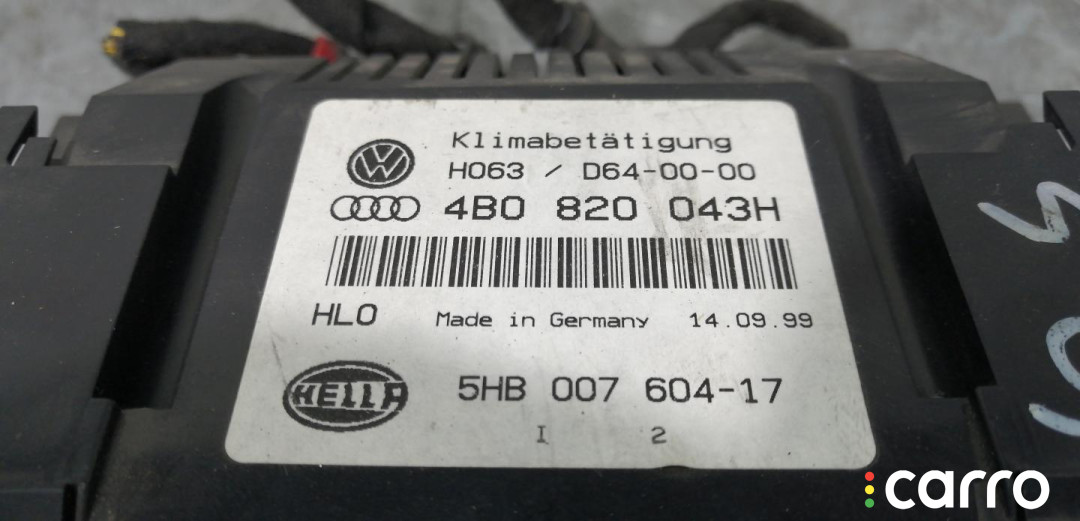 Klimabetätigung
H063 / D64-00-00
4B0 820 043H
HLO Made in Germany 14.09.99
HELLA 5HB 007 604-17
I 2
carro